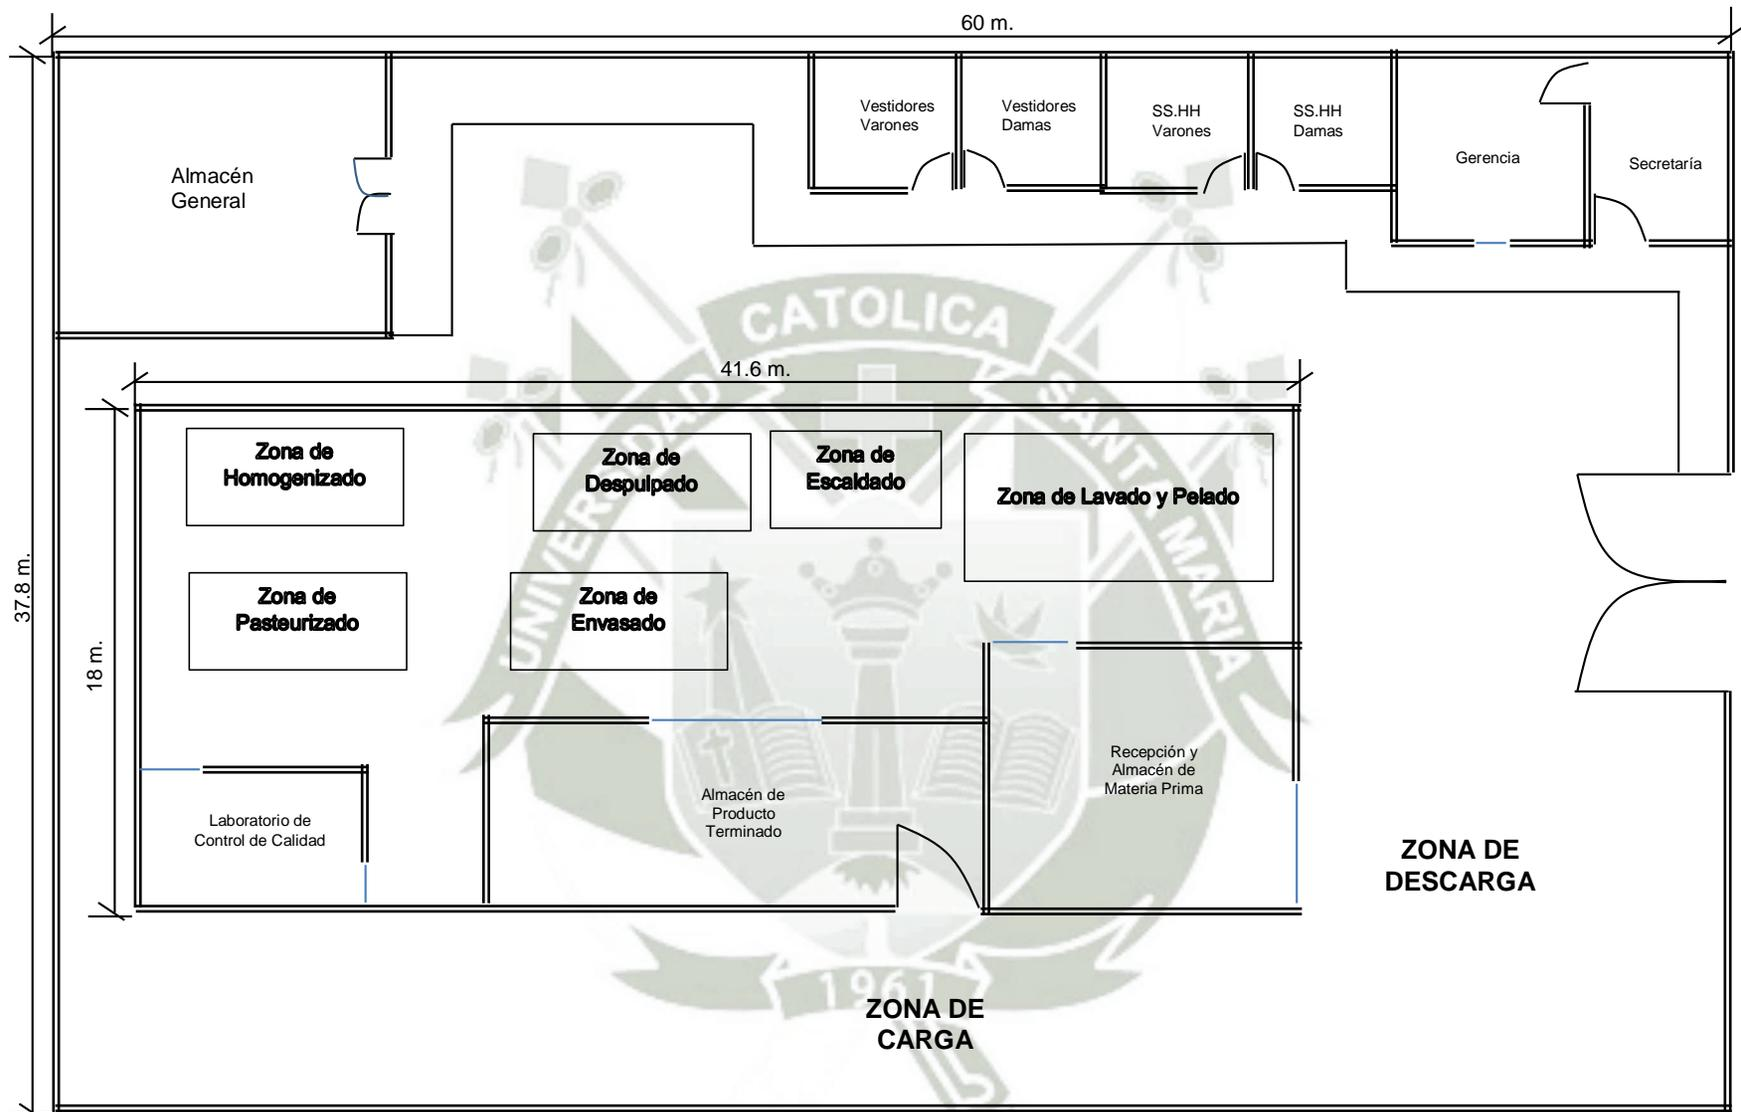 60 m.
Vestidores
Varones
Vestidores
Damas
SS.HH
Varones
SS.HH
Damas
Gerencia
Secretaría
Almacén
General
CATOLICA
UNIVERSIDAD
SANTA MARIA
41.6 m.
Zona de
Homogenizado
Zona de
Despulpado
Zona de
Escaldado
Zona de Lavado y Pelado
37.8 m.
18 m.
Zona de
Pasteurizado
Zona de
Envasado
Laboratorio de
Control de Calidad
Almacén de
Producto
Terminado
Recepción y
Almacén de
Materia Prima
ZONA DE
DESCARGA
1961
ZONA DE
CARGA